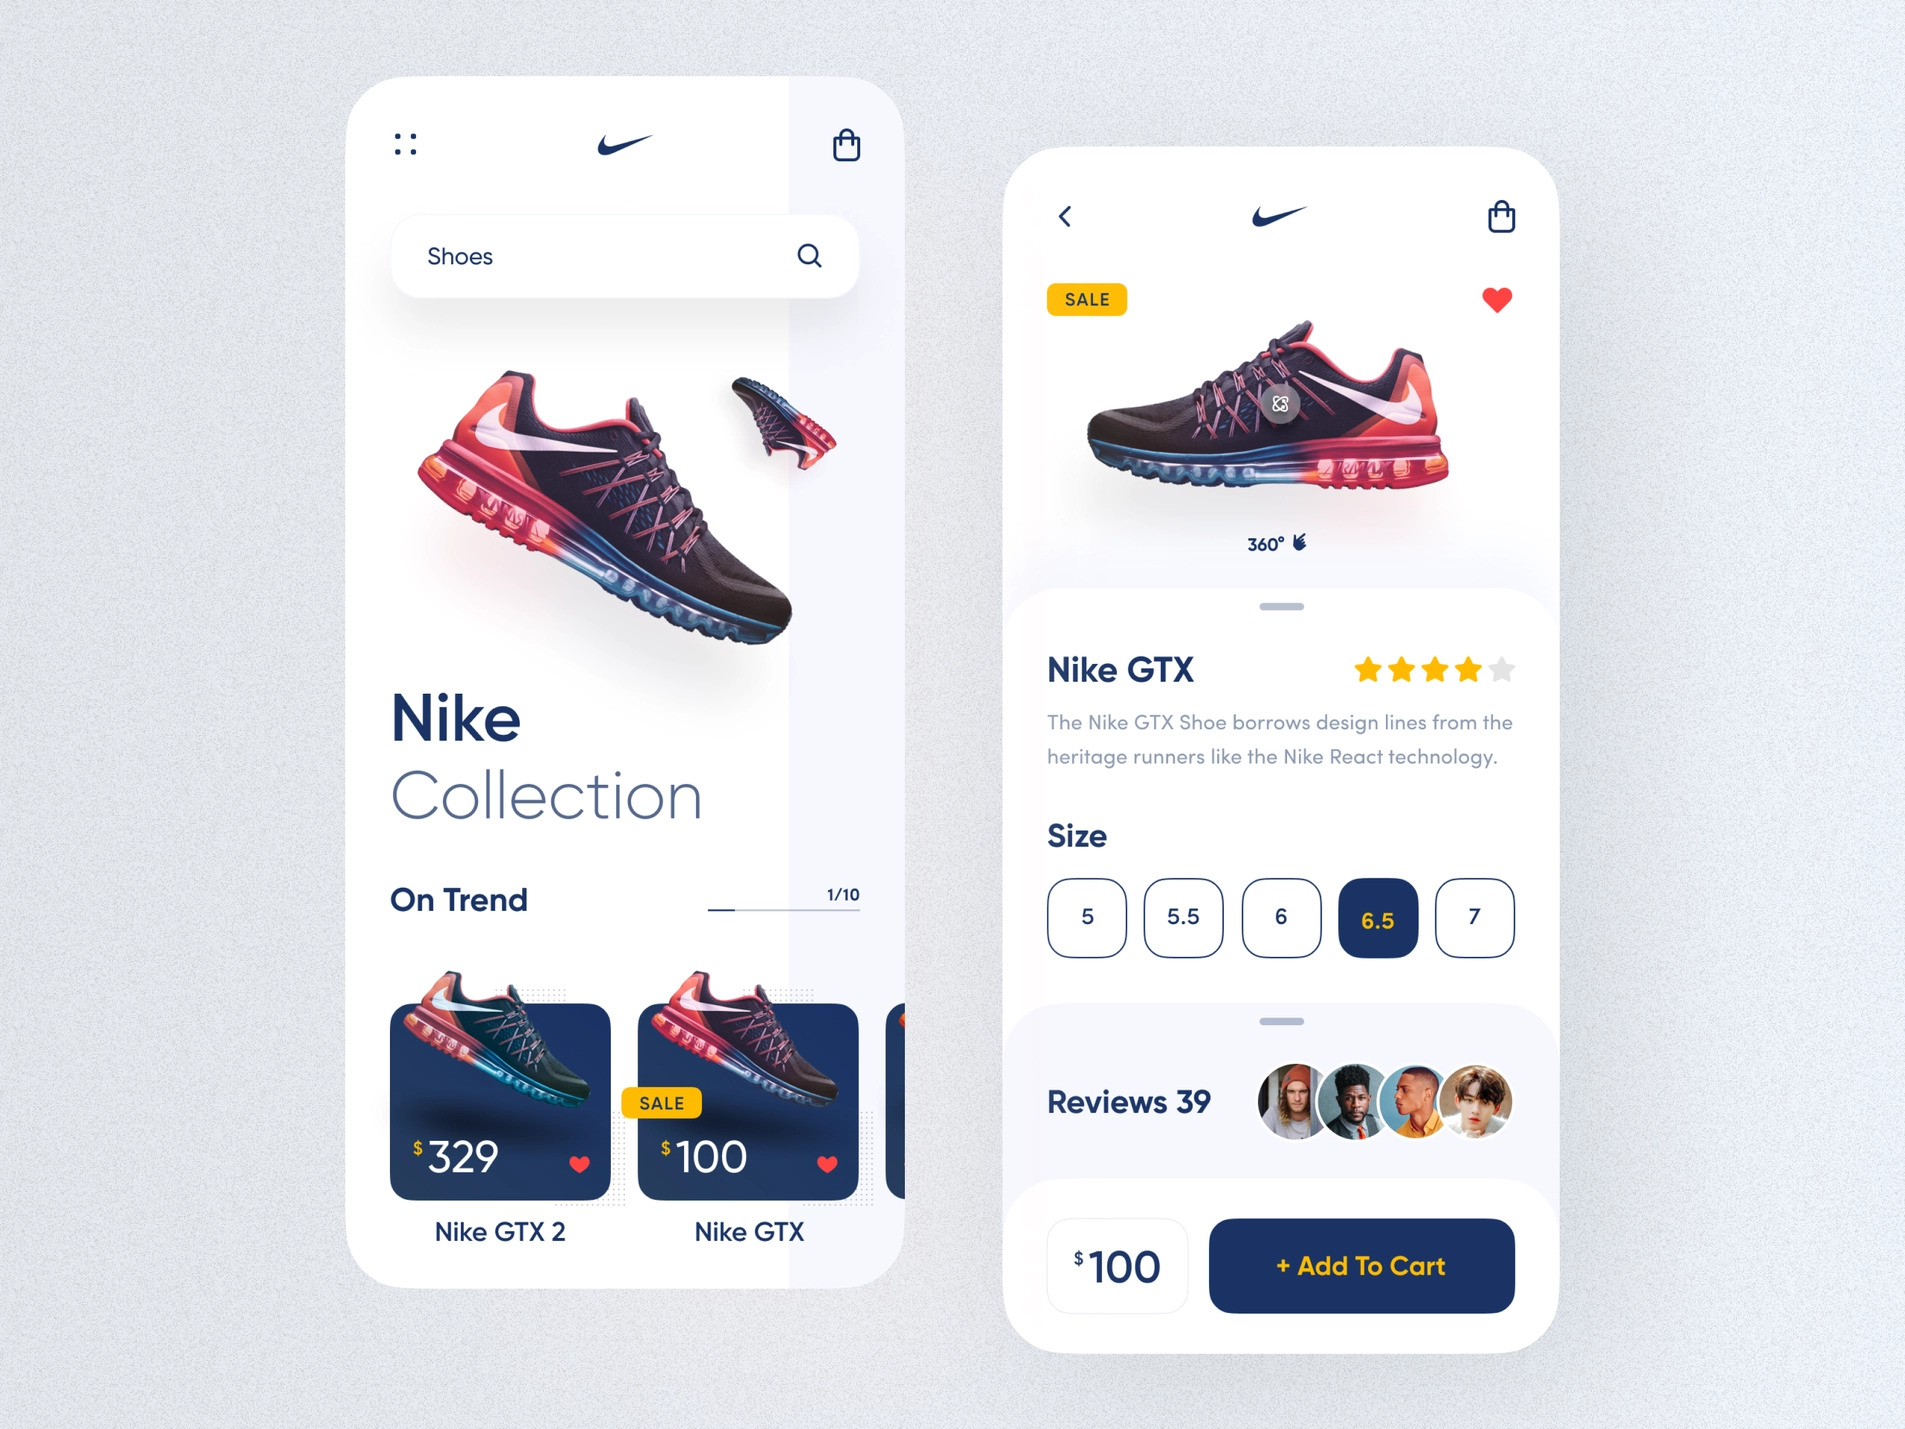 Shoes
Nike
Collection
On Trend
1/10
SALE
$329
$100
Nike GTX 2
Nike GTX
SALE
360°
Nike GTX
The Nike GTX Shoe borrows design lines from the
heritage runners like the Nike React technology.
Size
5
5.5
6
6.5
7
Reviews 39
$100
+ Add To Cart